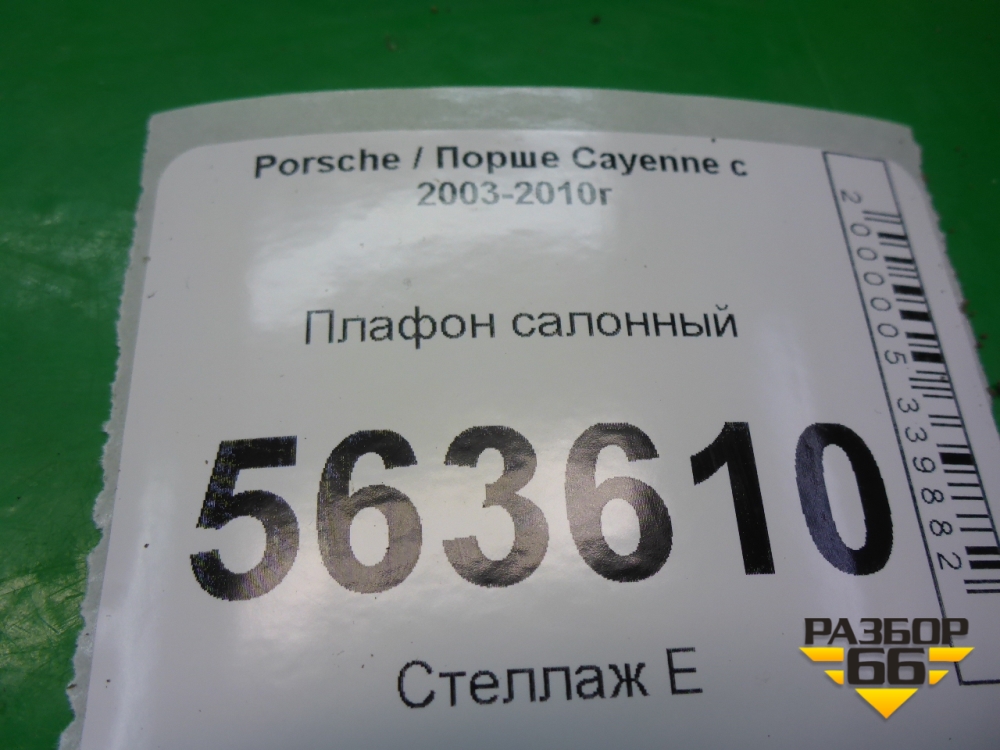 Porsche / Порше Cayenne с
2003-2010г
Плафон салонный
563610
Стеллаж Е
2000005339882
РАЗБОР
66